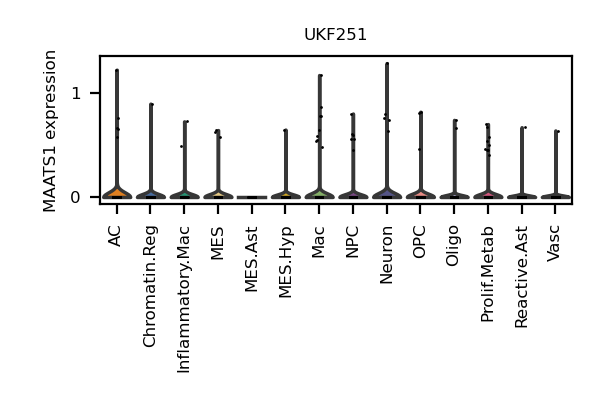 UKF251
MAATS1 expression
1
0
AC
Chromatin.Reg
Inflammatory.Mac
MES
MES.Ast
MES.Hyp
Mac
NPC
Neuron
OPC
Oligo
Prolif.Metab
Reactive.Ast
Vasc